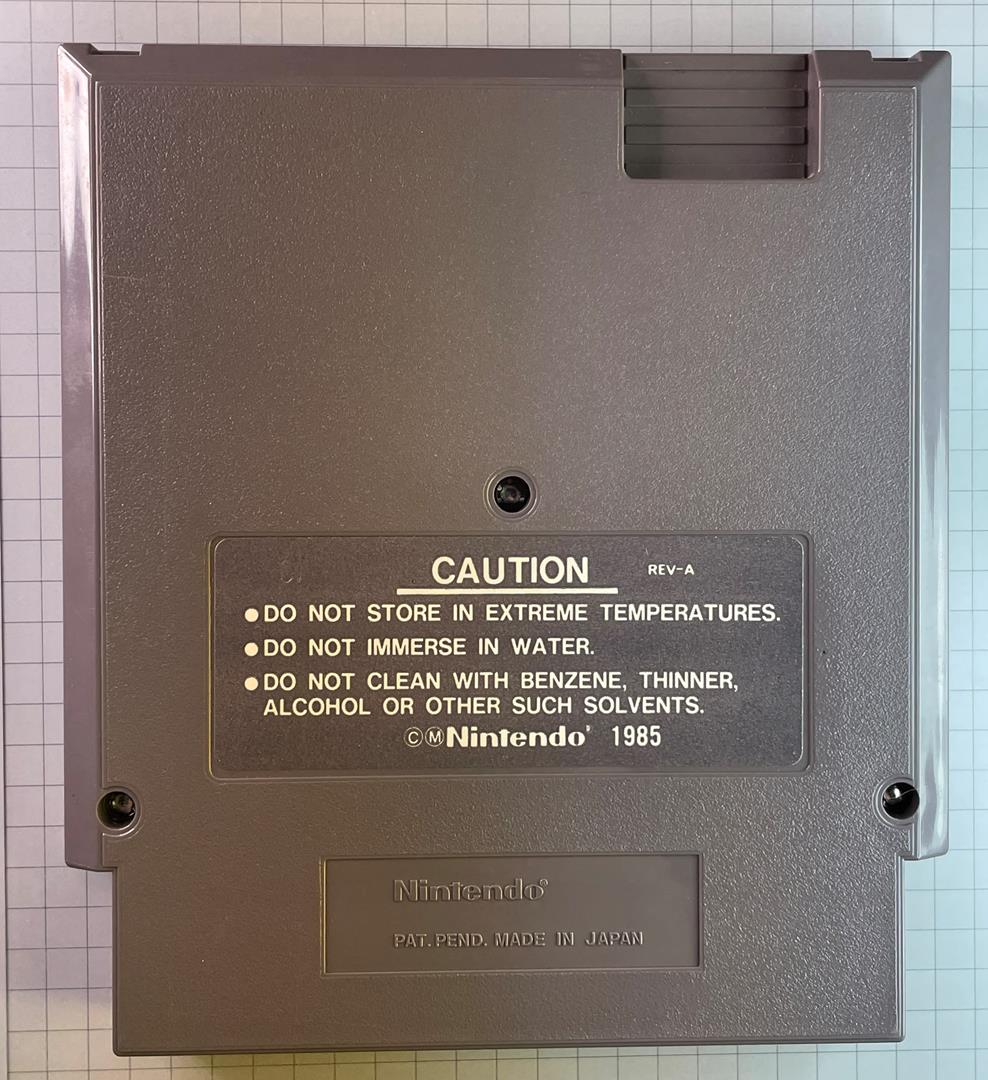 CAUTION REV-A
●DO NOT STORE IN EXTREME TEMPERATURES.
●DO NOT IMMERSE IN WATER.
●DO NOT CLEAN WITH BENZENE, THINNER,
ALCOHOL OR OTHER SUCH SOLVENTS.
ⒸⓂNintendo® 1985
Nintendo®
PAT. PEND. MADE IN JAPAN